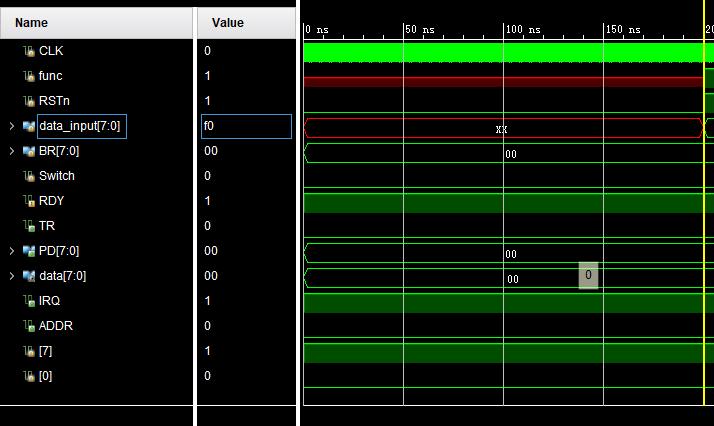 Name Value
0 ns 50 ns 100 ns 150 ns 20
CLK 0
func 1
RSTn 1
data_input[7:0] f0 XX
BR[7:0] 00 00
Switch 0
RDY 1
TR 0
PD[7:0] 00 00
data[7:0] 00 00 0
IRQ 1
ADDR 0
[7] 1
[0] 0